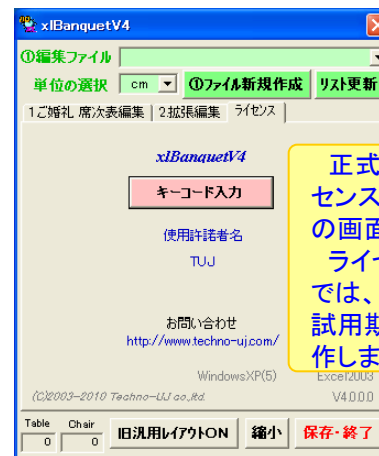 xlBanquetV4
①編集ファイル
単位の選択 cm ①ファイル新規作成 リスト更新
1ご婚礼 席次表編集 2拡張編集 ライセンス
xlBanquetV4
キーコード入力
使用許諾者名
TUJ
お問い合わせ
http://www.techno-uj.com/
WindowsXP(5) Excel2003
(C)2003-2010 Techno-UJ co,.ltd. V4.0.0.0
正式
センス
の画面
ライセ
では、
試用期
作しま
Table Chair
0 0 旧汎用レイアウトON 縮小 保存・終了